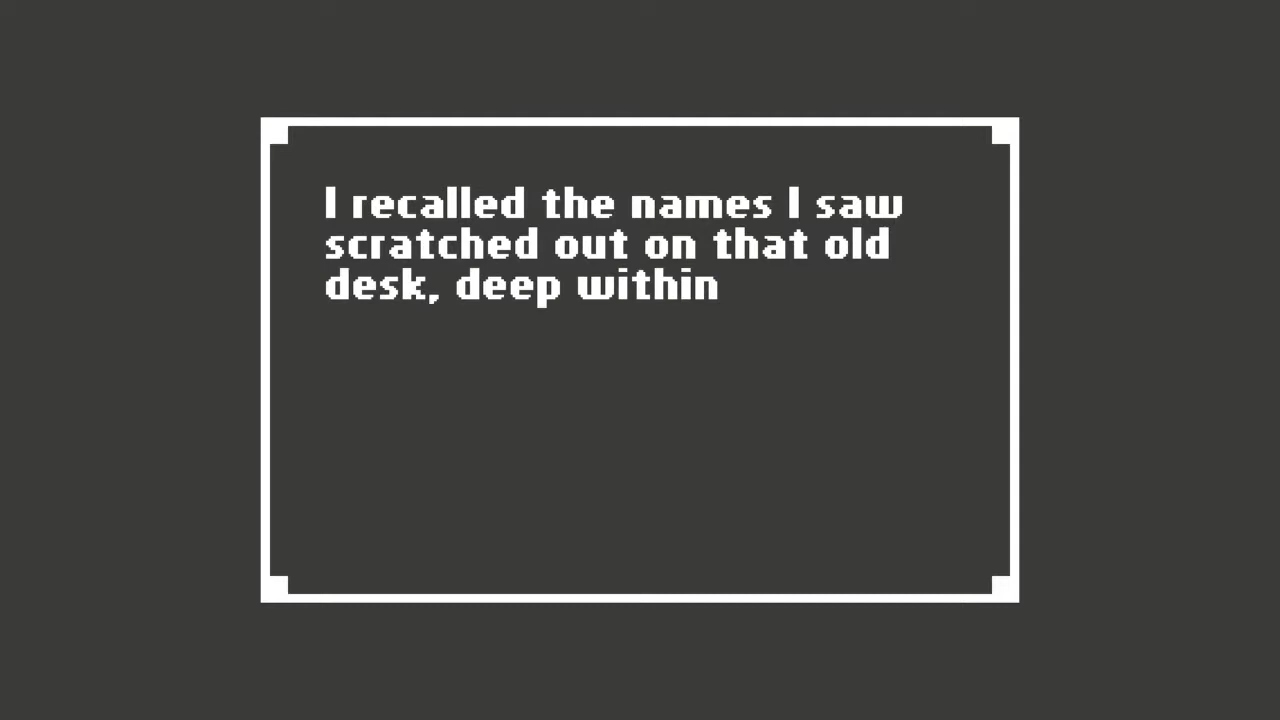 I recalled the names I saw
scratched out on that old
desk, deep within